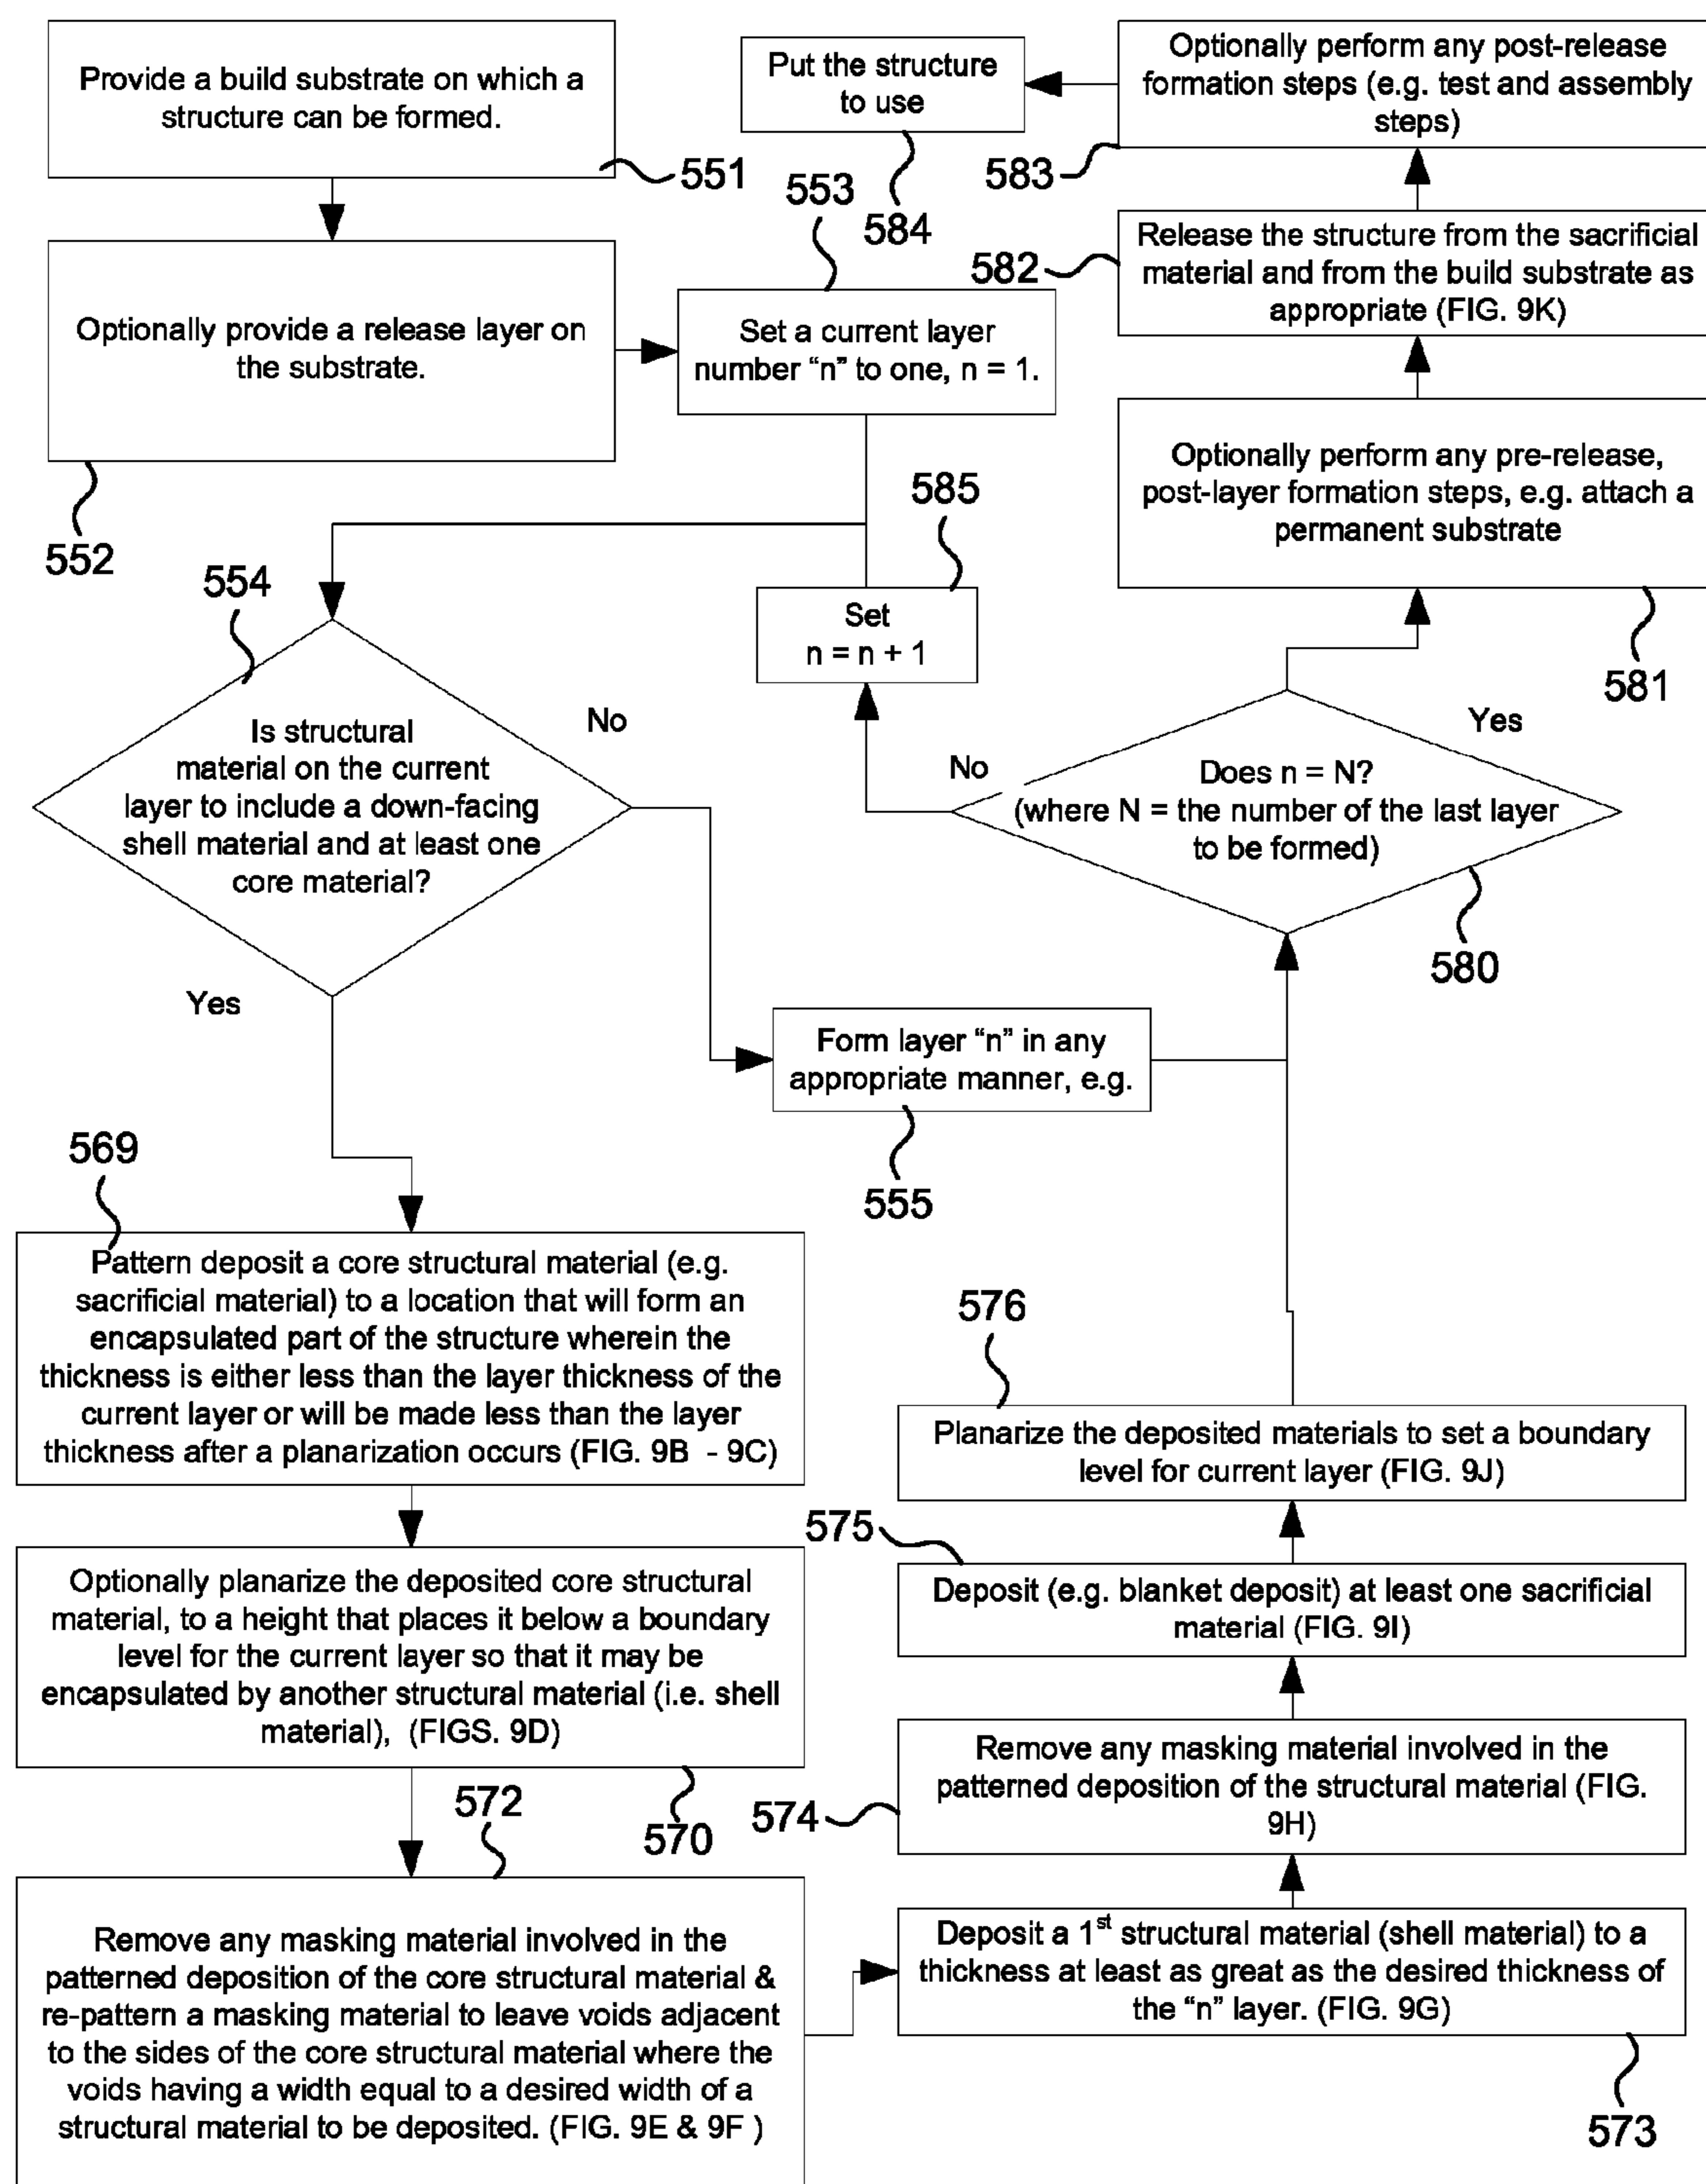 Provide a build substrate on which a
structure can be formed.
551
Optionally provide a release layer on
the substrate.
552
553
Set a current layer
number “n” to one, n = 1.
Put the structure
to use
584
Optionally perform any post-release
formation steps (e.g. test and assembly
steps)
583
Release the structure from the sacrificial
material and from the build substrate as
appropriate (FIG. 9K)
582
Optionally perform any pre-release,
post-layer formation steps, e.g. attach a
permanent substrate
581
585
Set
n = n + 1
554
Is structural
material on the current
layer to include a down-facing
shell material and at least one
core material?
No
Yes
No
Yes
Does n = N?
(where N = the number of the last layer
to be formed)
580
Form layer “n” in any
appropriate manner, e.g.
555
569
Pattern deposit a core structural material (e.g.
sacrificial material) to a location that will form an
encapsulated part of the structure wherein the
thickness is either less than the layer thickness of the
current layer or will be made less than the layer
thickness after a planarization occurs (FIG. 9B - 9C)
Optionally planarize the deposited core structural
material, to a height that places it below a boundary
level for the current layer so that it may be
encapsulated by another structural material (i.e. shell
material), (FIGS. 9D)
570
572
Remove any masking material involved in the
patterned deposition of the core structural material &
re-pattern a masking material to leave voids adjacent
to the sides of the core structural material where the
voids having a width equal to a desired width of a
structural material to be deposited. (FIG. 9E & 9F )
576
Planarize the deposited materials to set a boundary
level for current layer (FIG. 9J)
575
Deposit (e.g. blanket deposit) at least one sacrificial
material (FIG. 9I)
574
Remove any masking material involved in the
patterned deposition of the structural material (FIG.
9H)
Deposit a 1st structural material (shell material) to a
thickness at least as great as the desired thickness of
the “n” layer. (FIG. 9G)
573